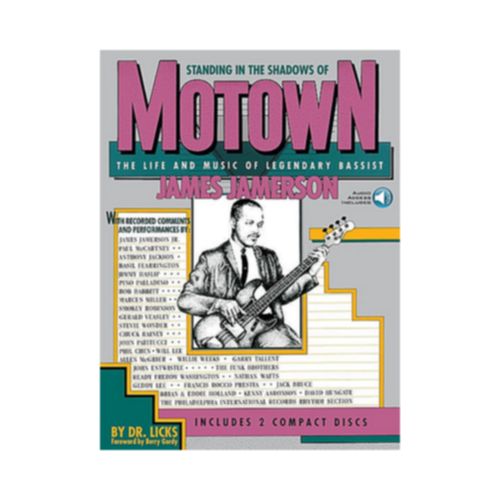 STANDING IN THE SHADOWS OF
MOTOWN
THE LIFE AND MUSIC OF LEGENDARY BASSIST
JAMES JAMERSON
AUDIO
ACCESS
INCLUDED
WITH RECORDED COMMENTS
AND PERFORMANCES BY:
JAMES JAMERSON JR.
PAUL McCARTNEY
ANTHONY JACKSON
BASIL FEARRINGTON
JIMMY HASLIP
PINO PALLADINO
BOB BABBITT
MARCUS MILLER
SMOKEY ROBINSON
GERALD VEASLEY
STEVIE WONDER
CHUCK RAINEY
JOHN PATITUCCI
PHIL CHEN • WILL LEE
ALLEN McGRIER • WILLIE WEEKS • GARRY TALLENT
JOHN ENTWISTLE • THE FUNK BROTHERS
READY FREDDY WASHINGTON • NATHAN WATTS
GEDDY LEE • FRANCIS ROCCO PRESTIA • JACK BRUCE
BRIAN & EDDIE HOLLAND • KENNY ARONSON • DAVID HUNGATE
THE PHILADELPHIA INTERNATIONAL RECORDS RHYTHM SECTION
BY DR. LICKS
Foreword by Berry Gordy
INCLUDES 2 COMPACT DISCS